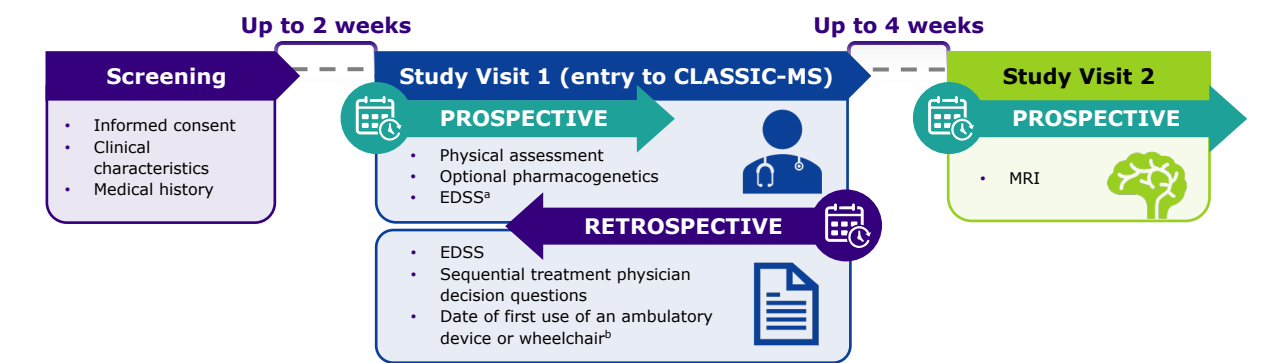 Up to 2 weeks
Up to 4 weeks
Screening
• Informed consent
• Clinical
characteristics
• Medical history
Study Visit 1 (entry to CLASSIC-MS)
PROSPECTIVE
• Physical assessment
• Optional pharmacogenetics
• EDSSᵃ
RETROSPECTIVE
• EDSS
• Sequential treatment physician
decision questions
• Date of first use of an ambulatory
device or wheelchairᵇ
Study Visit 2
PROSPECTIVE
• MRI